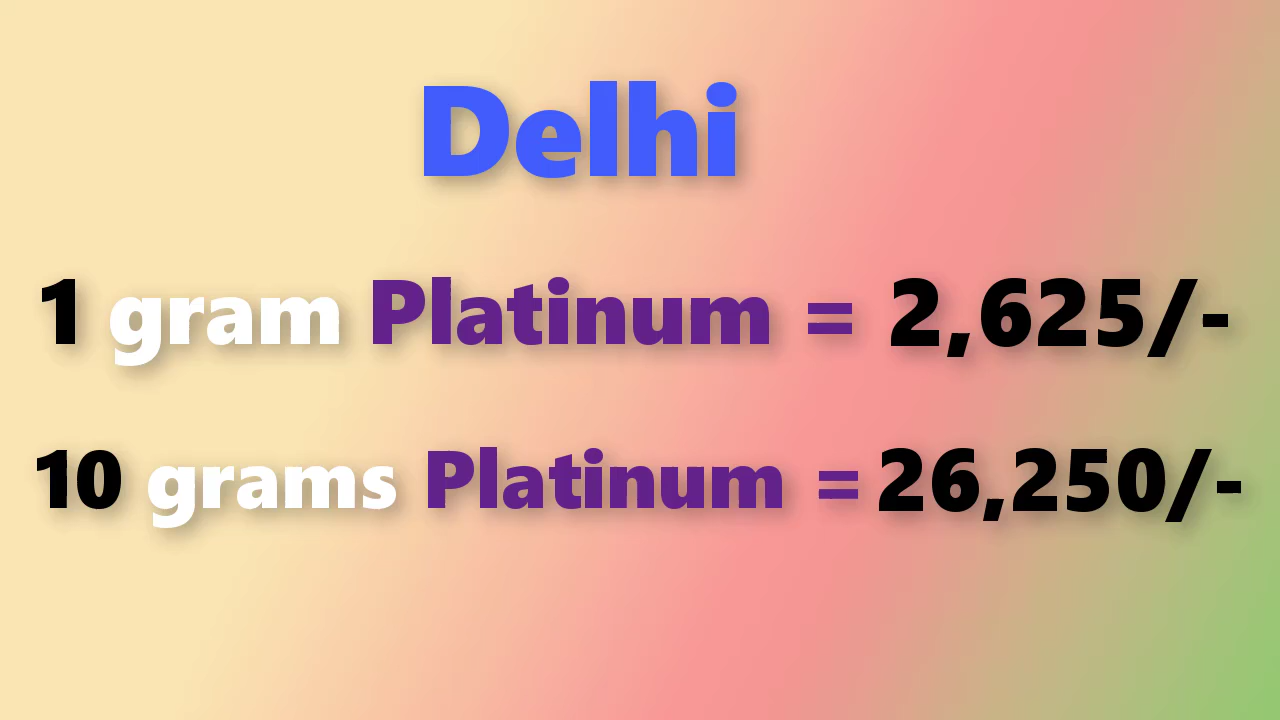 Delhi
1 gram Platinum = 2,625/-
10 grams Platinum = 26,250/-